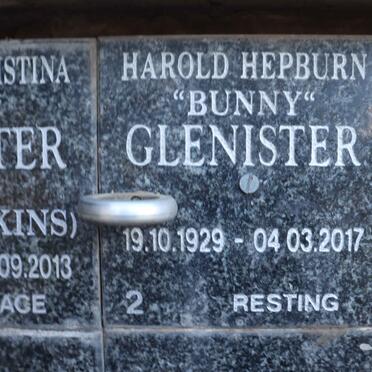 ISTINA
TER
KINS)
.09.2013
ACE
HAROLD HEPBURN
"BUNNY"
GLENISTER
19.10.1929 - 04 03.2017
2 RESTING